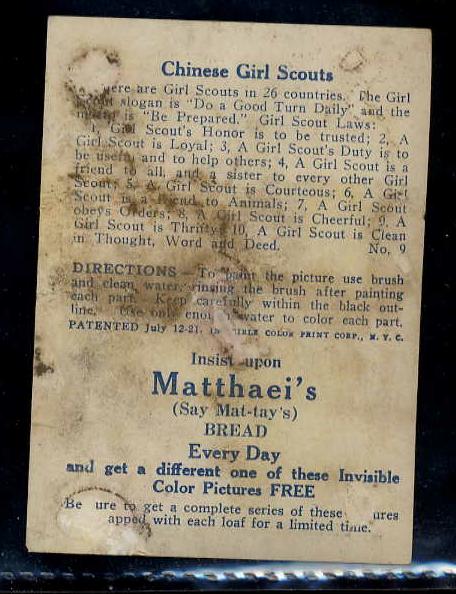 Chinese Girl Scouts
ere are Girl Scouts in 26 countries. The Girl
slogan is "Do a Good Turn Daily" and the
is "Be Prepared." Girl Scout Laws:
1, Girl Scout's Honor is to be trusted; 2, A
Girl Scout is Loyal; 3, A Girl Scout's Duty is to
be useful and to help others; 4, A Girl Scout is a
friend to all, and a sister to every other Girl
Scout; 5, A Girl Scout is Courteous; 6, A Girl
Scout is a friend to Animals; 7, A Girl Scout
obeys Orders; 8, A Girl Scout is Cheerful; 9, A
Girl Scout is Thrifty; 10, A Girl Scout is Clean
in Thought, Word and Deed. No. 9
DIRECTIONS — To paint the picture use brush
and clean water, rinsing the brush after painting
each part. Keep carefully within the black out-
line. Use only enough water to color each part.
PATENTED July 12-21. COLOR PRINT CORP., N.Y.C.
Insist upon
Matthaei's
(Say Mat-tay's)
BREAD
Every Day
and get a different one of these Invisible
Color Pictures FREE
Be ure to get a complete series of these ures
apped with each loaf for a limited time.